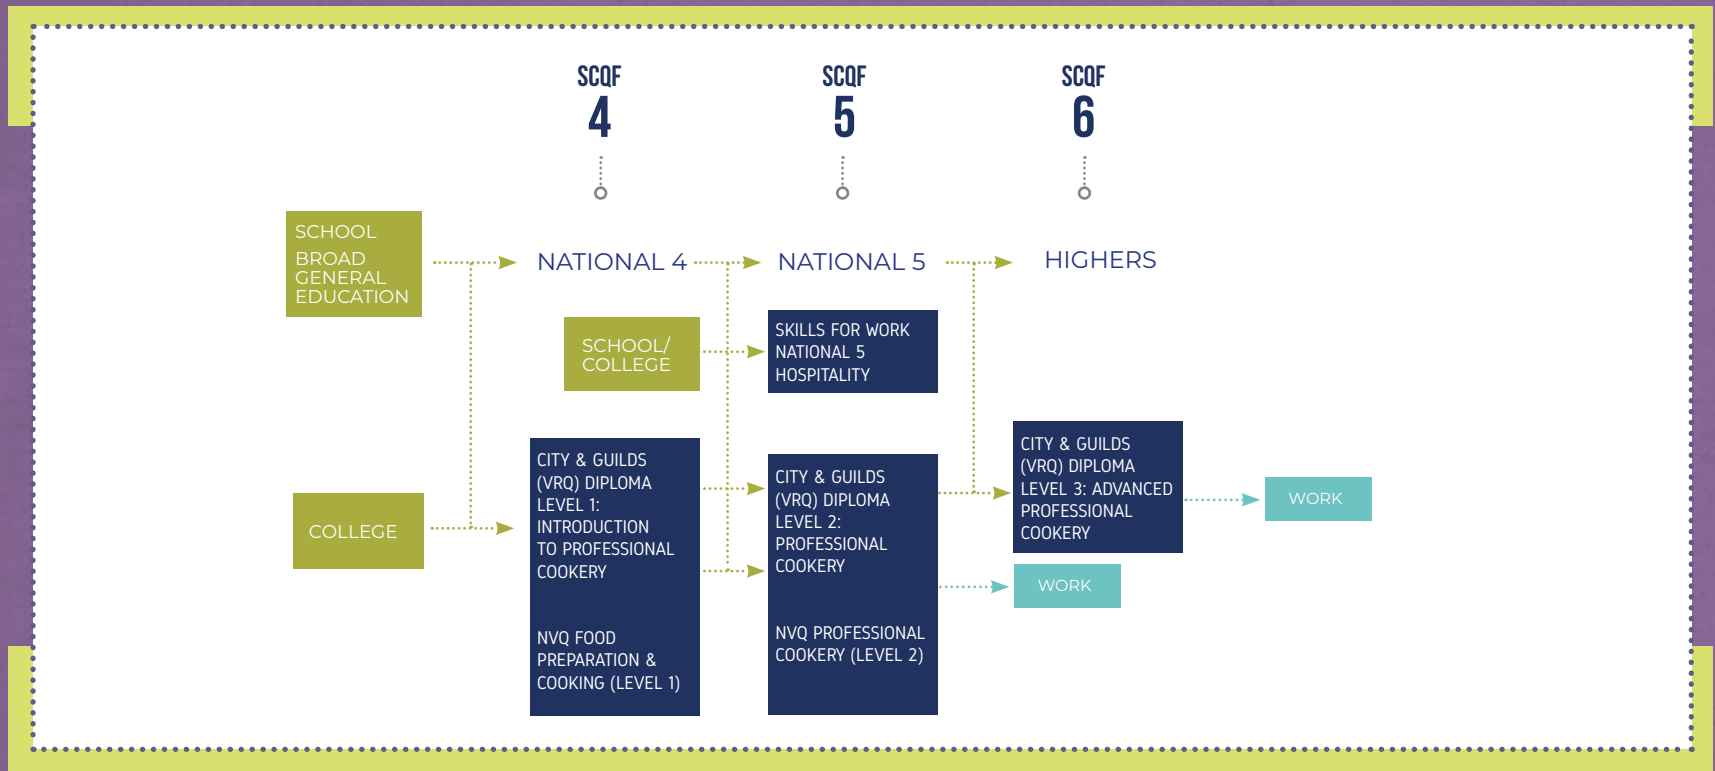 SCQF
4
SCQF
5
SCQF
6
SCHOOL
BROAD
GENERAL
EDUCATION
NATIONAL 4
NATIONAL 5
HIGHERS
SCHOOL/
COLLEGE
SKILLS FOR WORK
NATIONAL 5
HOSPITALITY
COLLEGE
CITY & GUILDS
(VRQ) DIPLOMA
LEVEL 1:
INTRODUCTION
TO PROFESSIONAL
COOKERY
NVQ FOOD
PREPARATION &
COOKING (LEVEL 1)
CITY & GUILDS
(VRQ) DIPLOMA
LEVEL 2:
PROFESSIONAL
COOKERY
NVQ PROFESSIONAL
COOKERY (LEVEL 2)
CITY & GUILDS
(VRQ) DIPLOMA
LEVEL 3: ADVANCED
PROFESSIONAL
COOKERY
WORK
WORK